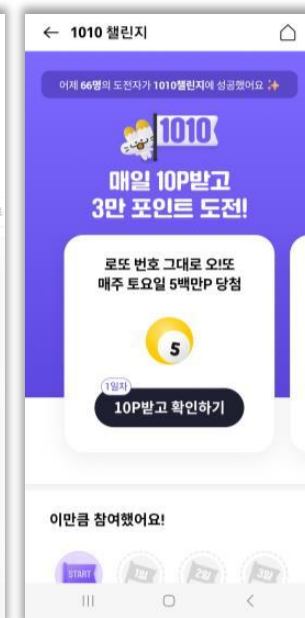 1010 챌린지
어제 66명의 도전자가 1010챌린지에 성공했어요
1010
매일 10P받고
3만 포인트 도전!
로또 번호 그대로 오!또
매주 토요일 5백만P 당첨
5
1일차
10P받고 확인하기
이만큼 참여했어요!
START
1일
2일
3일